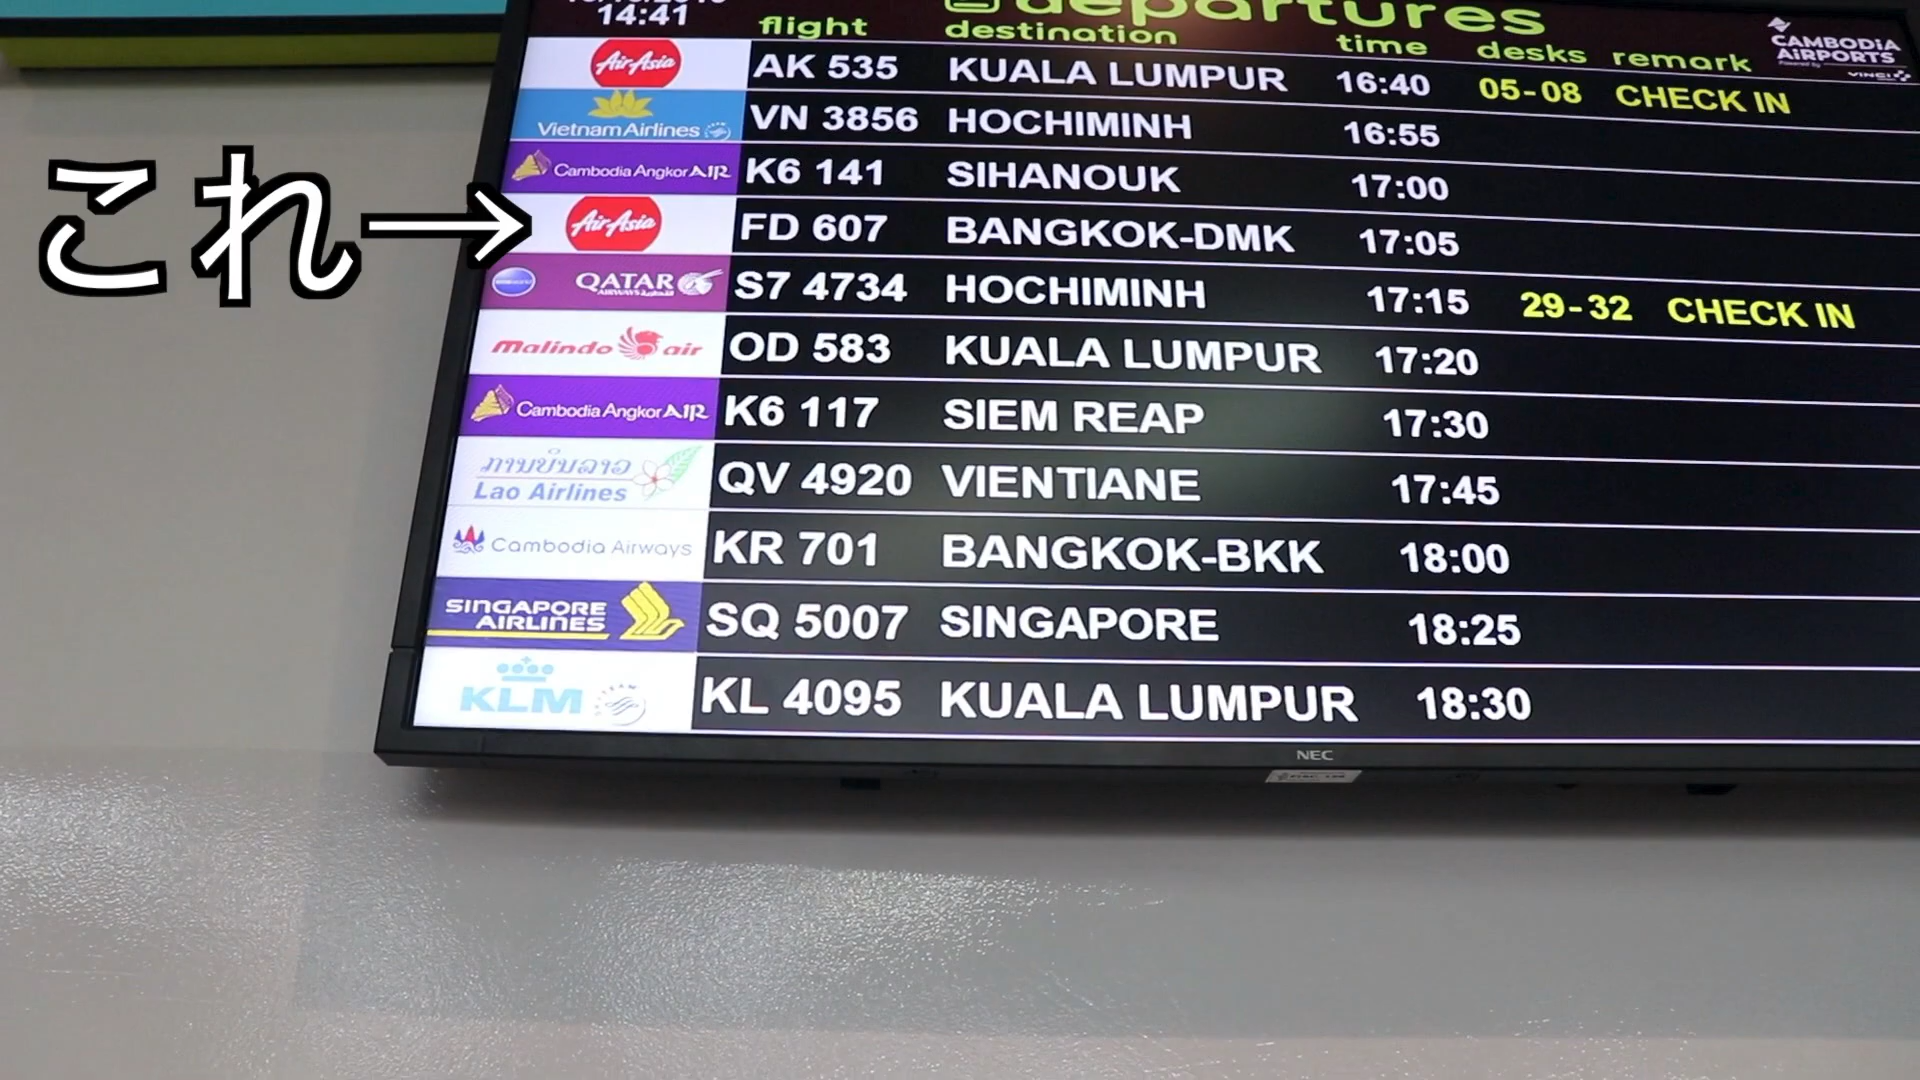 14:41
departures
flight destination time desks remark
CAMBODIA AIRPORTS
Powered by VINCI
AirAsia AK 535 KUALA LUMPUR 16:40 05-08 CHECK IN
Vietnam Airlines VN 3856 HOCHIMINH 16:55
Cambodia Angkor AIR K6 141 SIHANOUK 17:00
これ→ AirAsia FD 607 BANGKOK-DMK 17:05
QATAR AIRWAYS القطرية S7 4734 HOCHIMINH 17:15 29-32 CHECK IN
Malindo air OD 583 KUALA LUMPUR 17:20
Cambodia Angkor AIR K6 117 SIEM REAP 17:30
ການບິນລາວ
Lao Airlines QV 4920 VIENTIANE 17:45
Cambodia Airways KR 701 BANGKOK-BKK 18:00
SINGAPORE AIRLINES SQ 5007 SINGAPORE 18:25
KLM KL 4095 KUALA LUMPUR 18:30
NEC